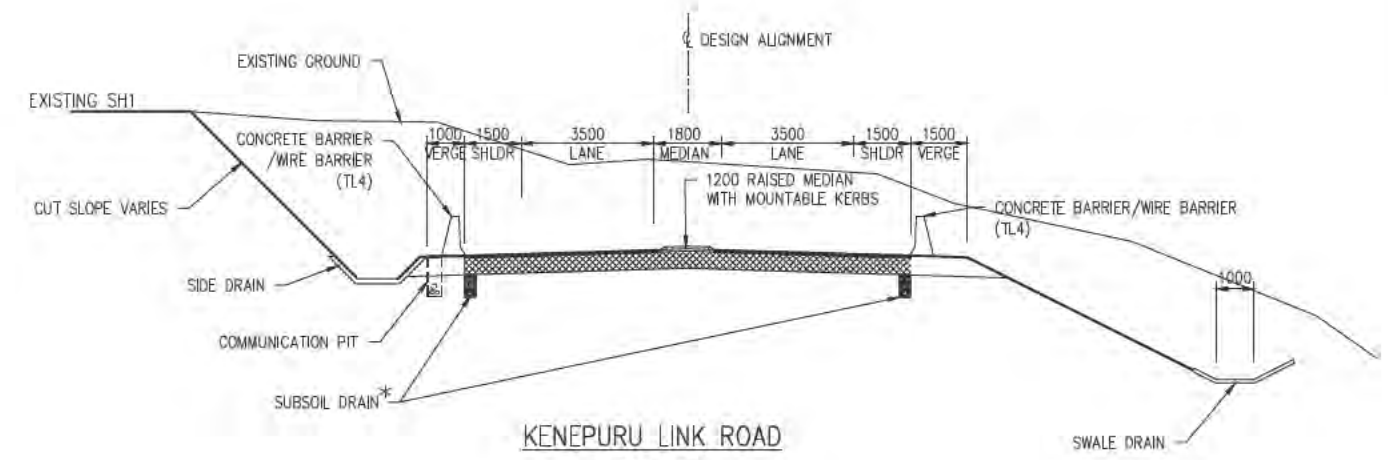 ℄ DESIGN ALIGNMENT
EXISTING GROUND
EXISTING SH1
CONCRETE BARRIER
/WIRE BARRIER
(TL4)
1000 1500 3500 1800 3500 1500 1500
VERGE SHLDR LANE MEDIAN LANE SHLDR VERGE
1200 RAISED MEDIAN
WITH MOUNTABLE KERBS
CUT SLOPE VARIES
CONCRETE BARRIER/WIRE BARRIER
(TL4)
SIDE DRAIN
1000
COMMUNICATION PIT
SUBSOIL DRAIN*
KENEPURU LINK ROAD
SWALE DRAIN